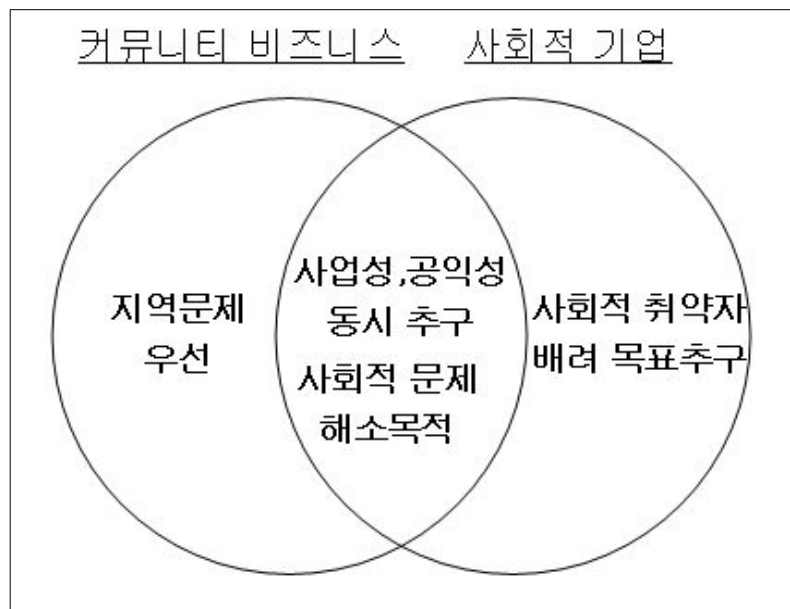 커뮤니티 비즈니스
사회적 기업
지역문제
우선
사업성,공익성
동시 추구
사회적 문제
해소목적
사회적 취약자
배려 목표추구